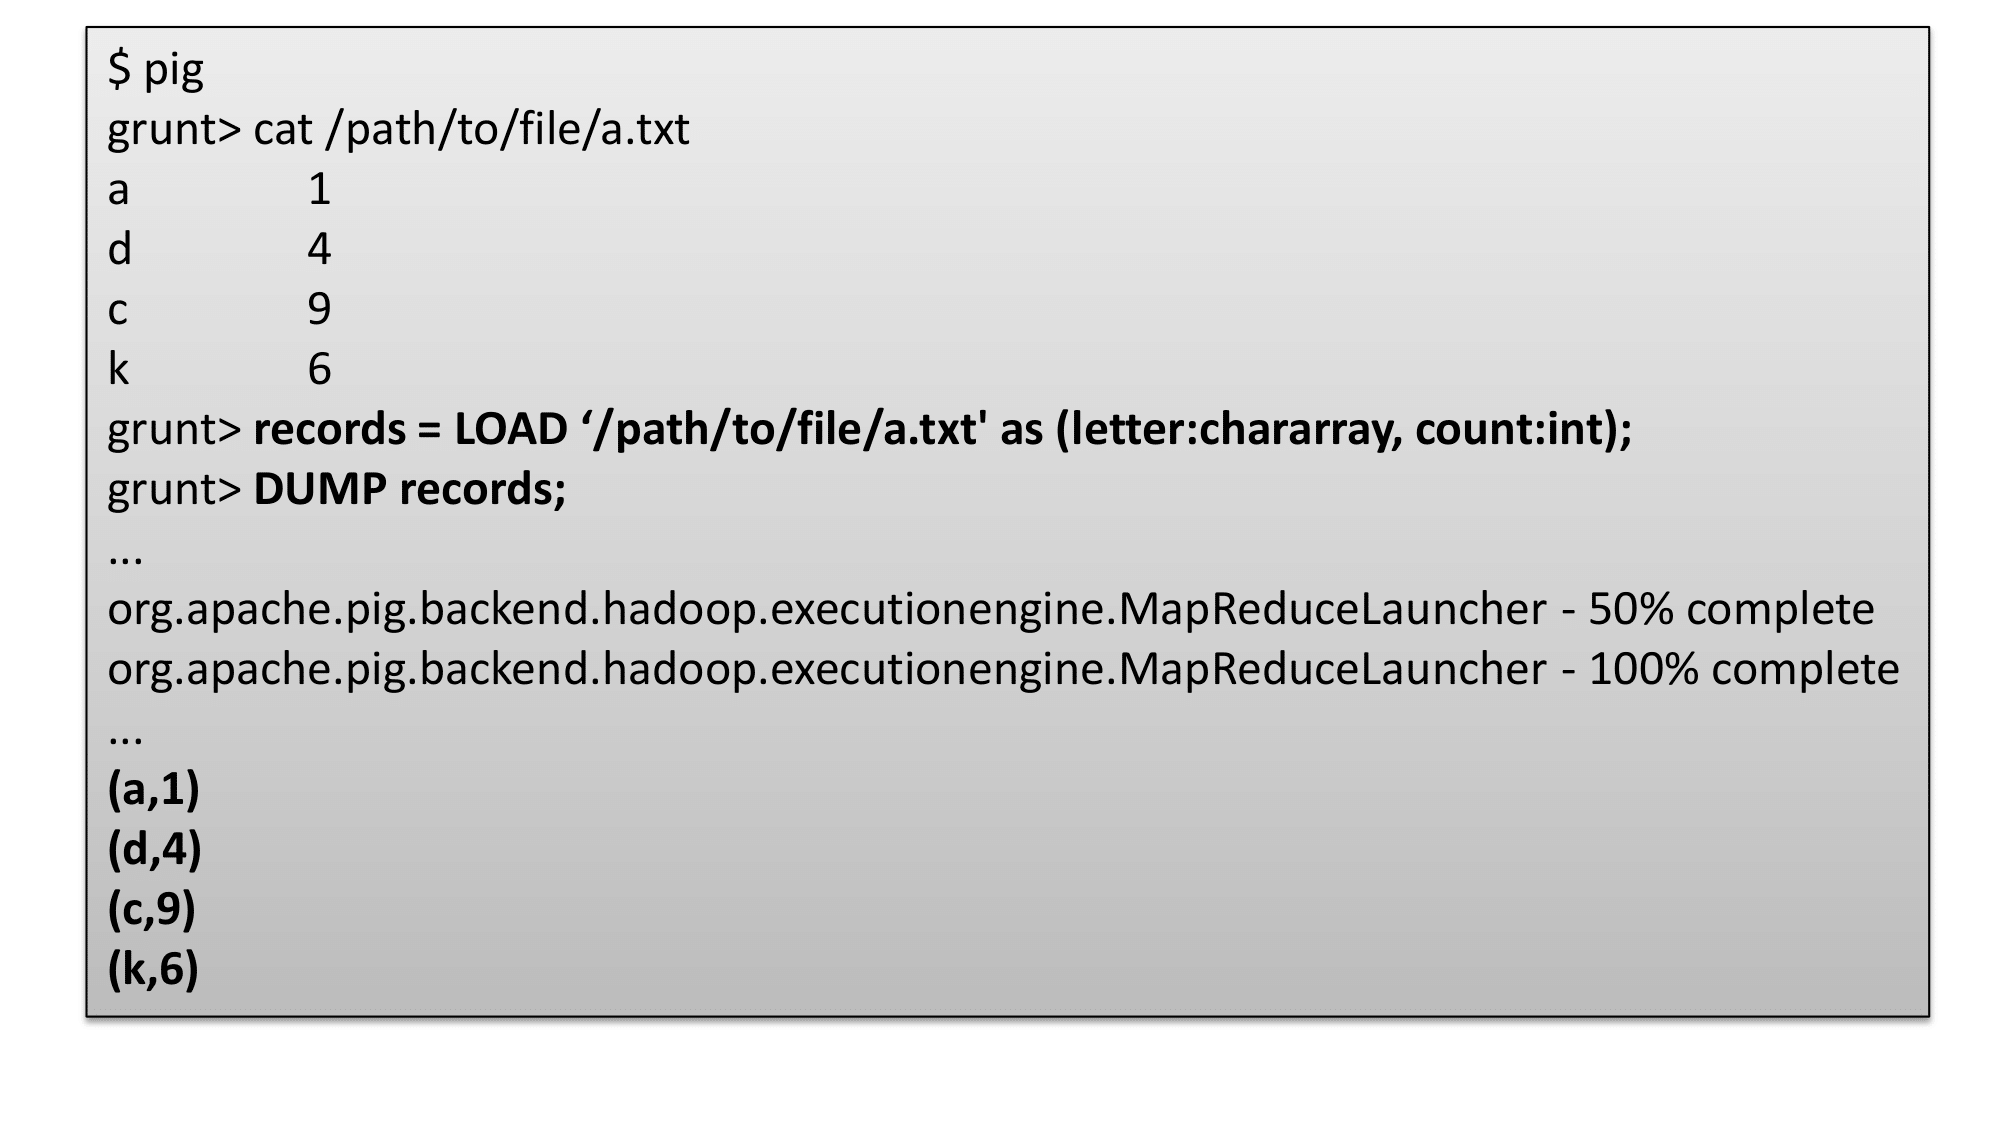 $ pig
grunt> cat /path/to/file/a.txt
a 1
d 4
c 9
k 6
grunt> records = LOAD ‘/path/to/file/a.txt' as (letter:chararray, count:int);
grunt> DUMP records;
...
org.apache.pig.backend.hadoop.executionengine.MapReduceLauncher - 50% complete
org.apache.pig.backend.hadoop.executionengine.MapReduceLauncher - 100% complete
...
(a,1)
(d,4)
(c,9)
(k,6)